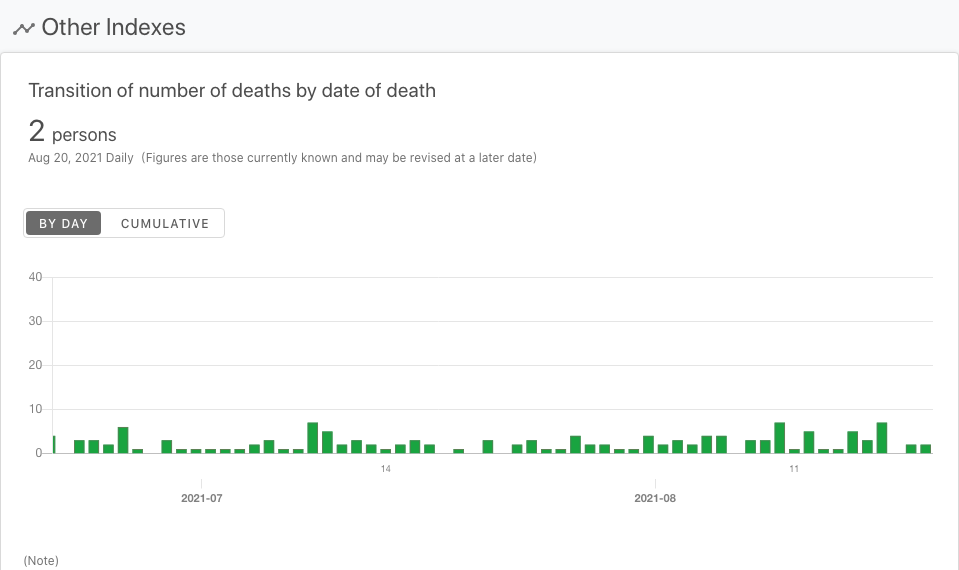 Other Indexes
Transition of number of deaths by date of death
2 persons
Aug 20, 2021 Daily (Figures are those currently known and may be revised at a later date)
BY DAY CUMULATIVE
40
30
20
10
0
14 11
2021-07 2021-08
(Note)